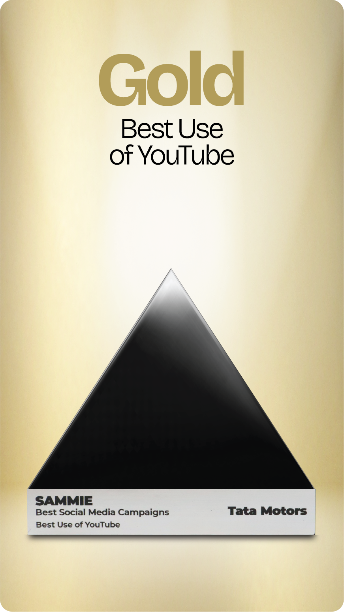 Gold
Best Use
of YouTube
SAMMIE
Best Social Media Campaigns
Tata Motors
Best Use of YouTube